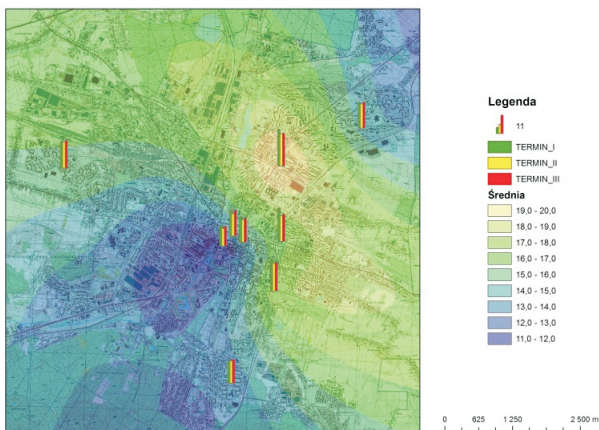 Legenda
11
TERMIN_I
TERMIN_II
TERMIN_III
Średnia
19,0 - 20,0
18,0 - 19,0
17,0 - 18,0
16,0 - 17,0
15,0 - 16,0
14,0 - 15,0
13,0 - 14,0
12,0 - 13,0
11,0 - 12,0
0 625 1 250 2 500 m